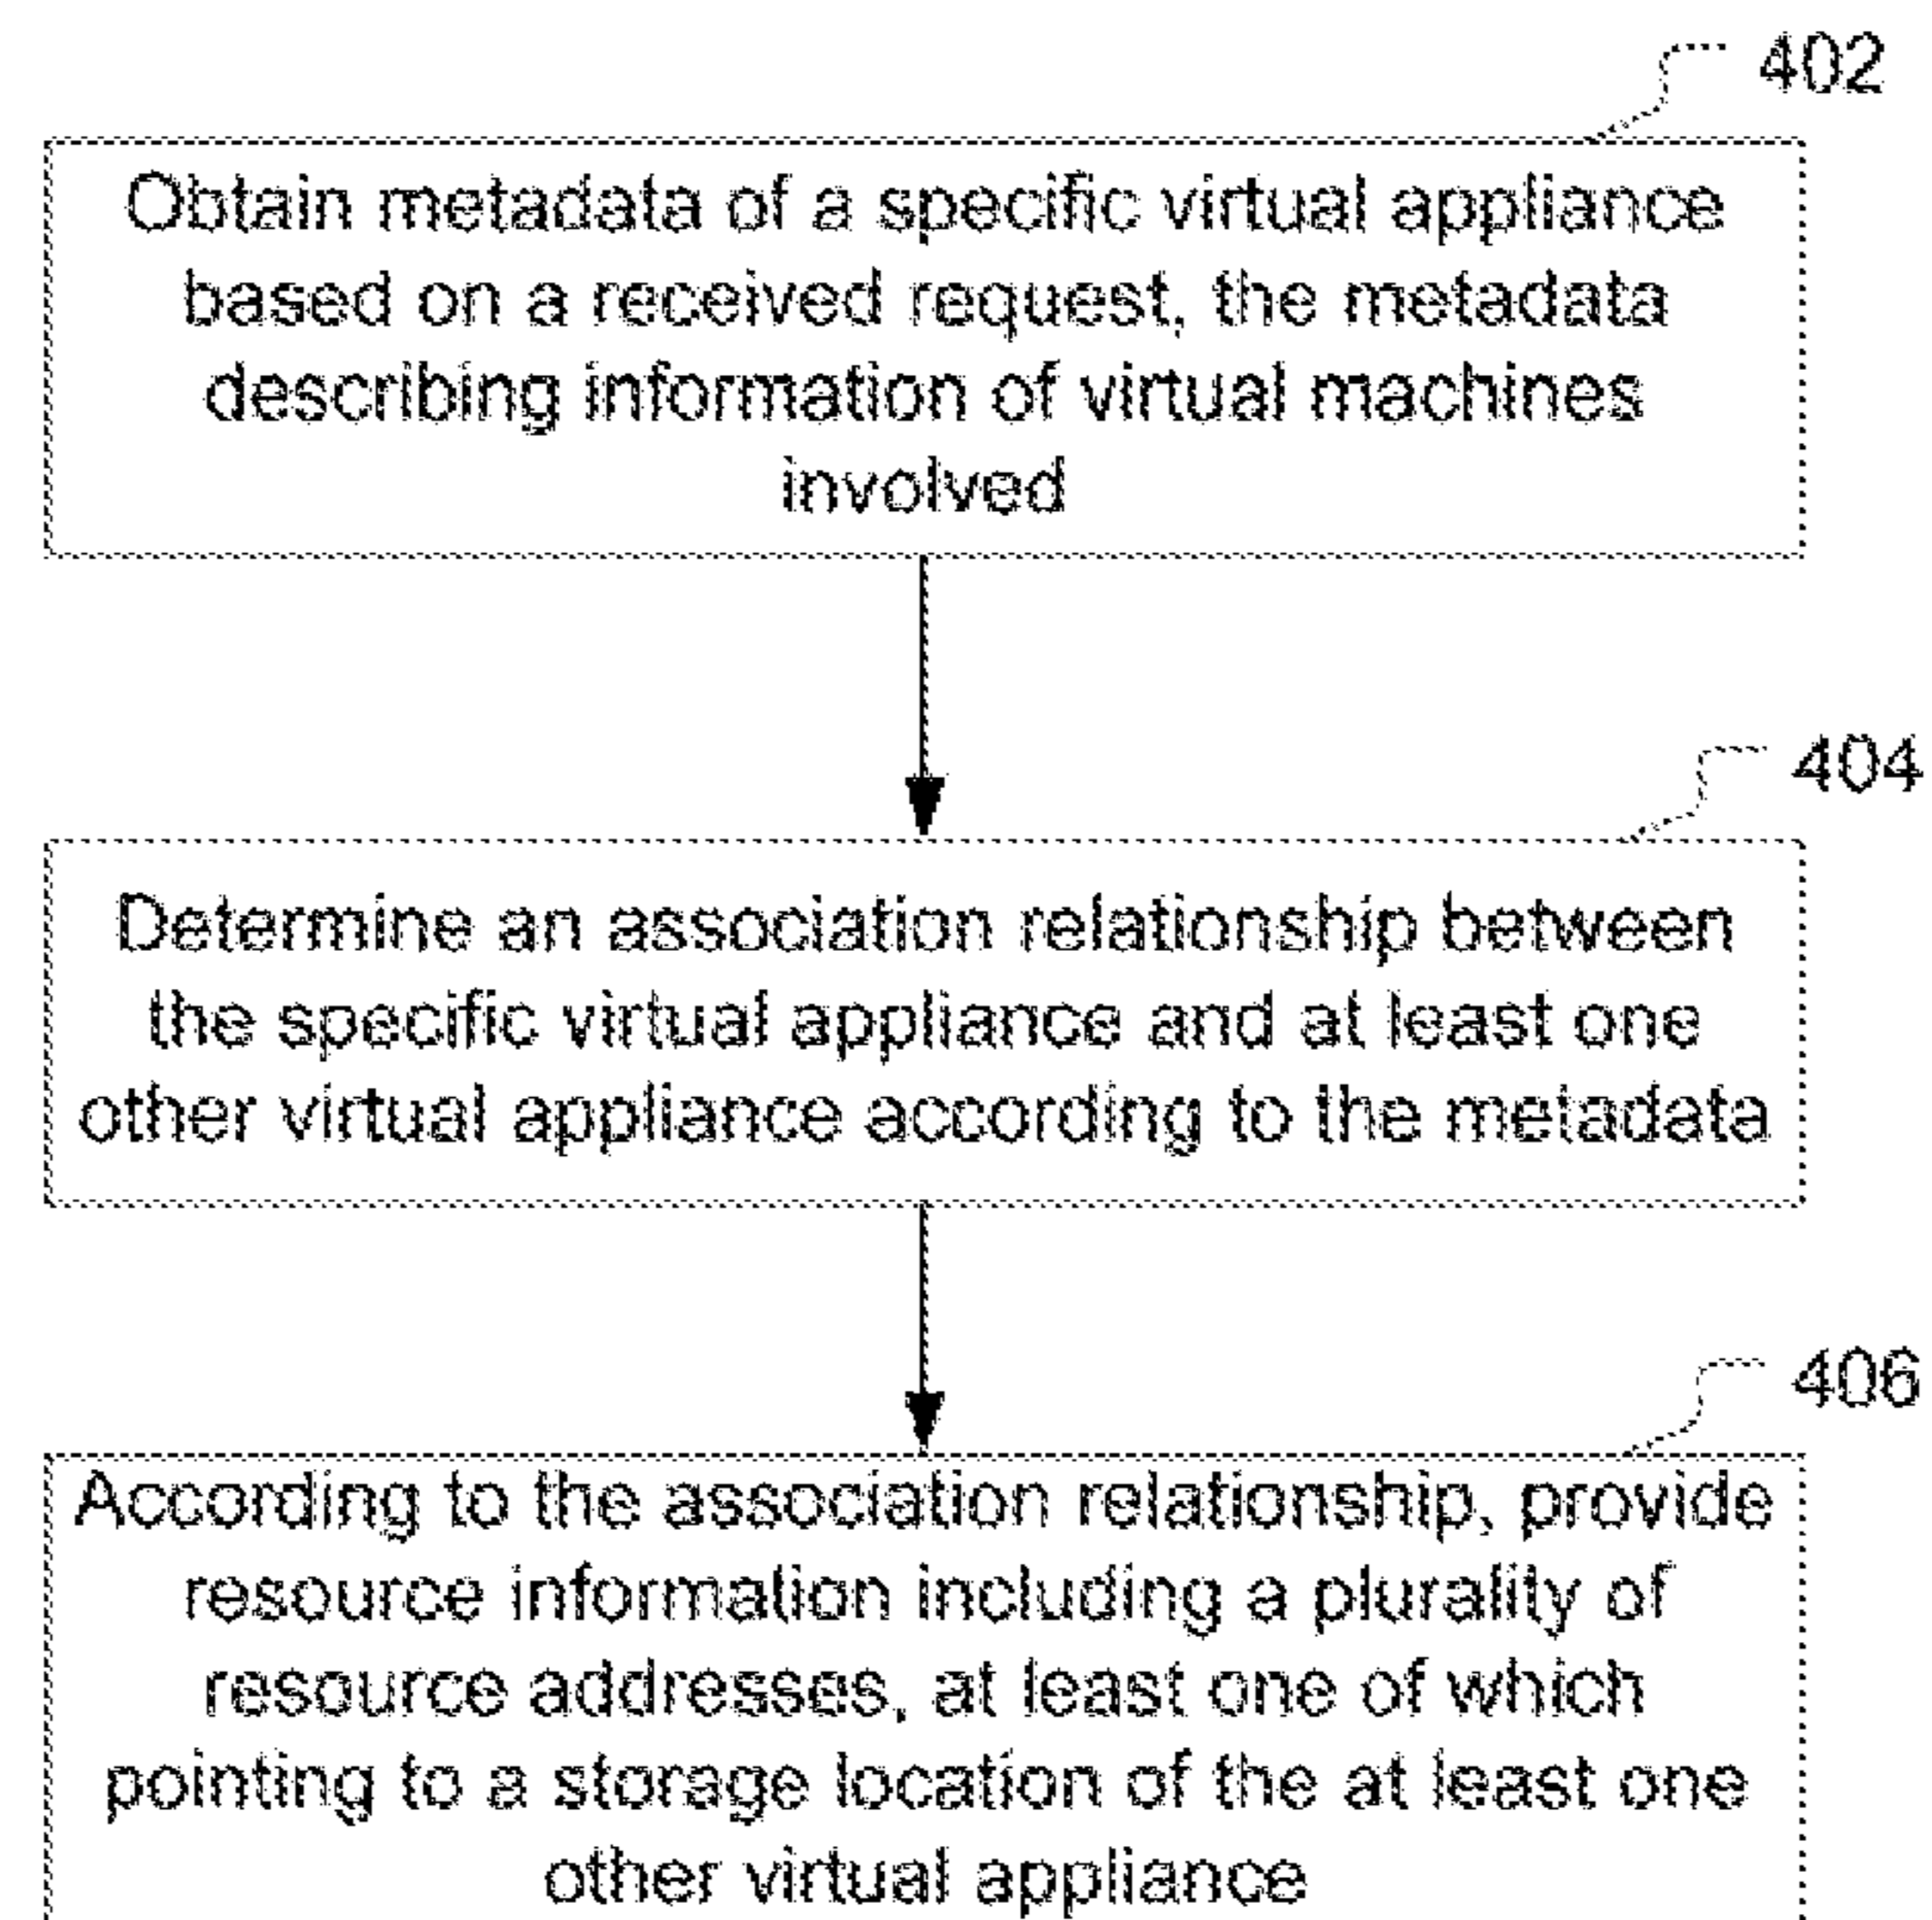 402
Obtain metadata of a specific virtual appliance
based on a received request, the metadata
describing information of virtual machines
involved
404
Determine an association relationship between
the specific virtual appliance and at least one
other virtual appliance according to the metadata
406
According to the association relationship, provide
resource information including a plurality of
resource addresses, at least one of which
pointing to a storage location of the at least one
other virtual appliance